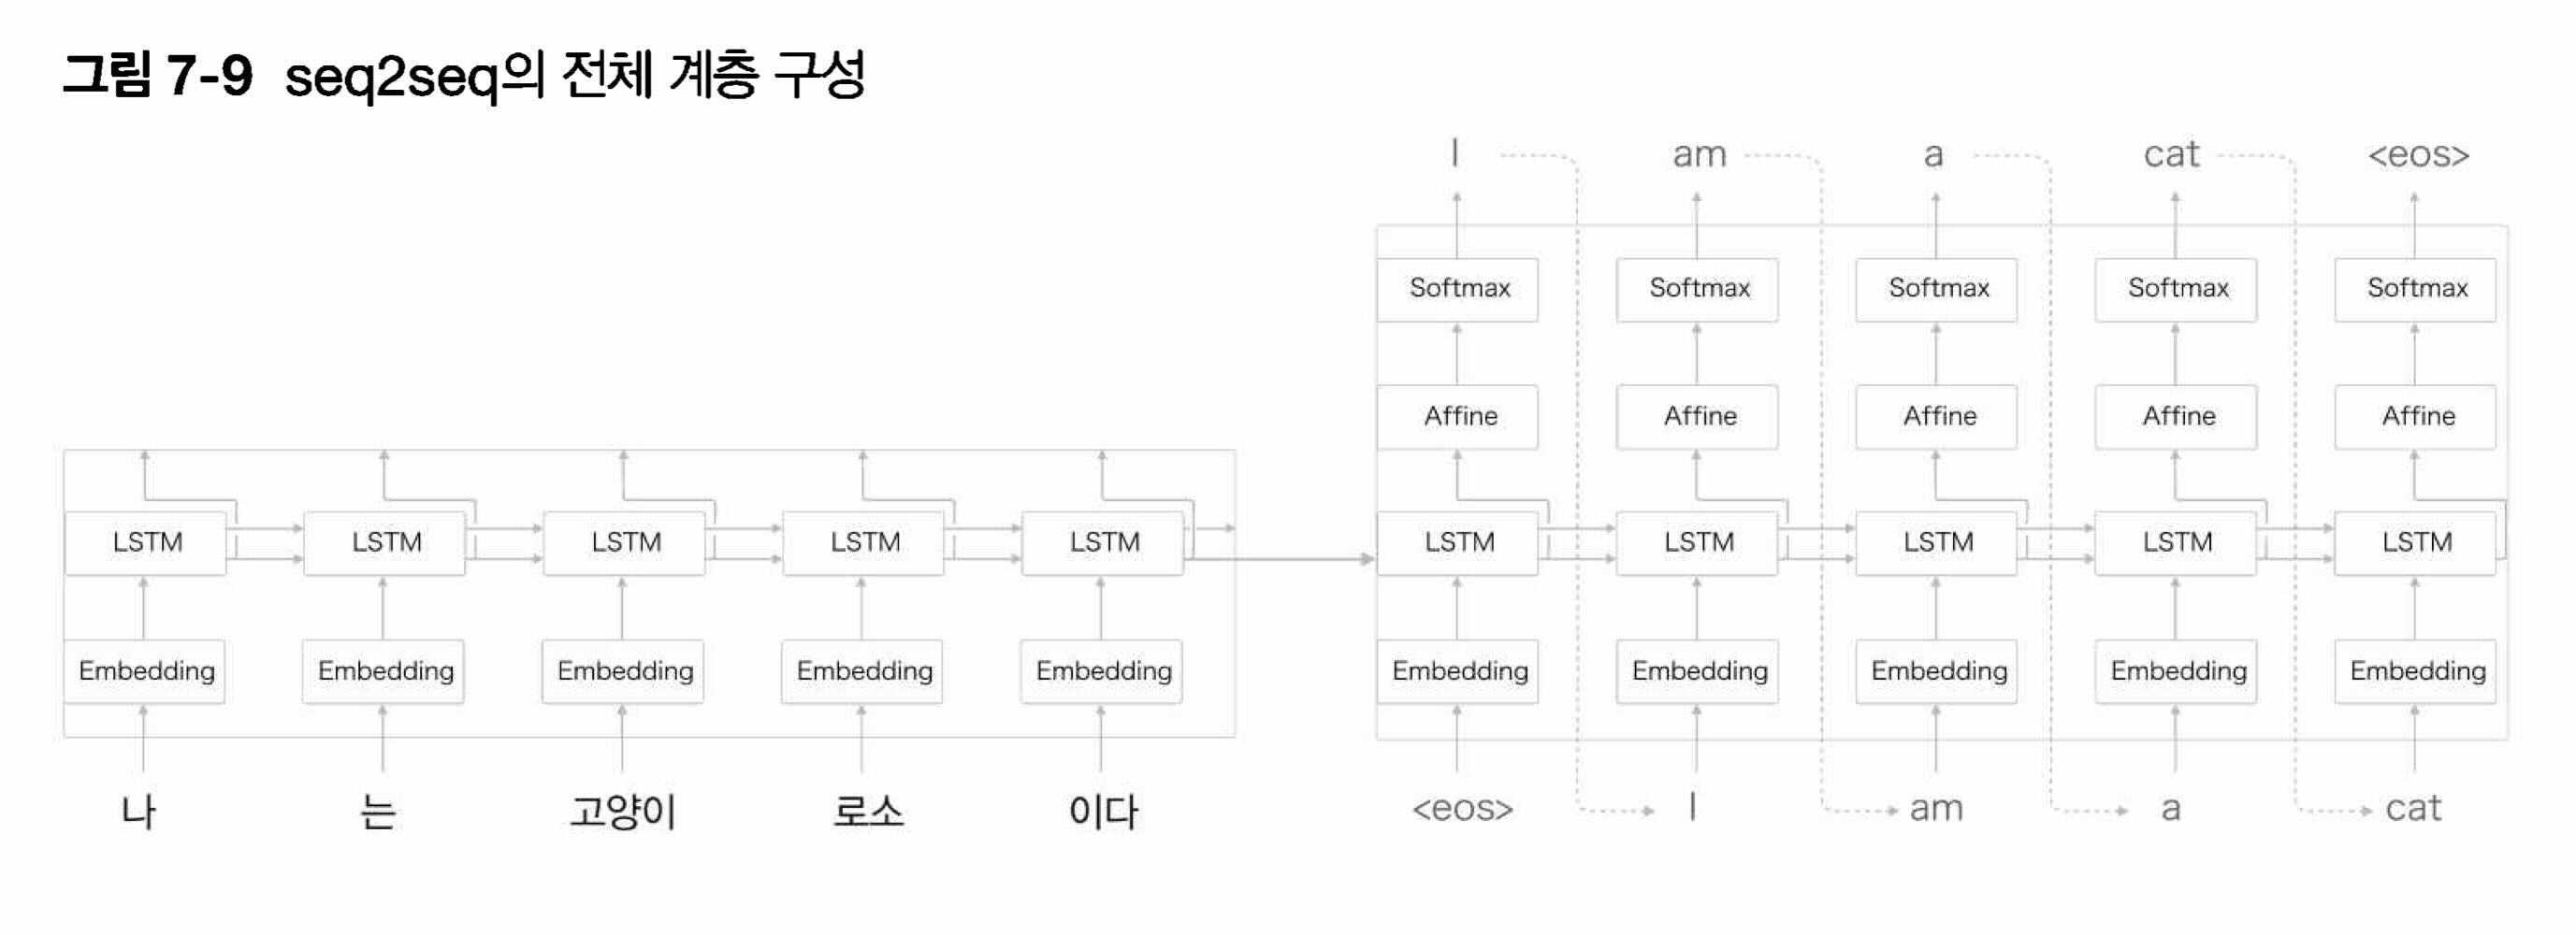 그림 7-9 seq2seq의 전체 계층 구성
I am a cat <eos>
Softmax Softmax Softmax Softmax Softmax
Affine Affine Affine Affine Affine
LSTM LSTM LSTM LSTM LSTM LSTM LSTM LSTM LSTM LSTM
Embedding Embedding Embedding Embedding Embedding Embedding Embedding Embedding Embedding Embedding
나 는 고양이 로소 이다 <eos> I am a cat